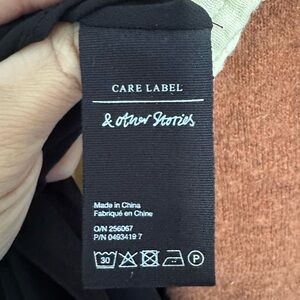 CARE LABEL
& other Stories
Made in China
Fabriqué en Chine
O/N 256067
P/N 0493419 7
30 P